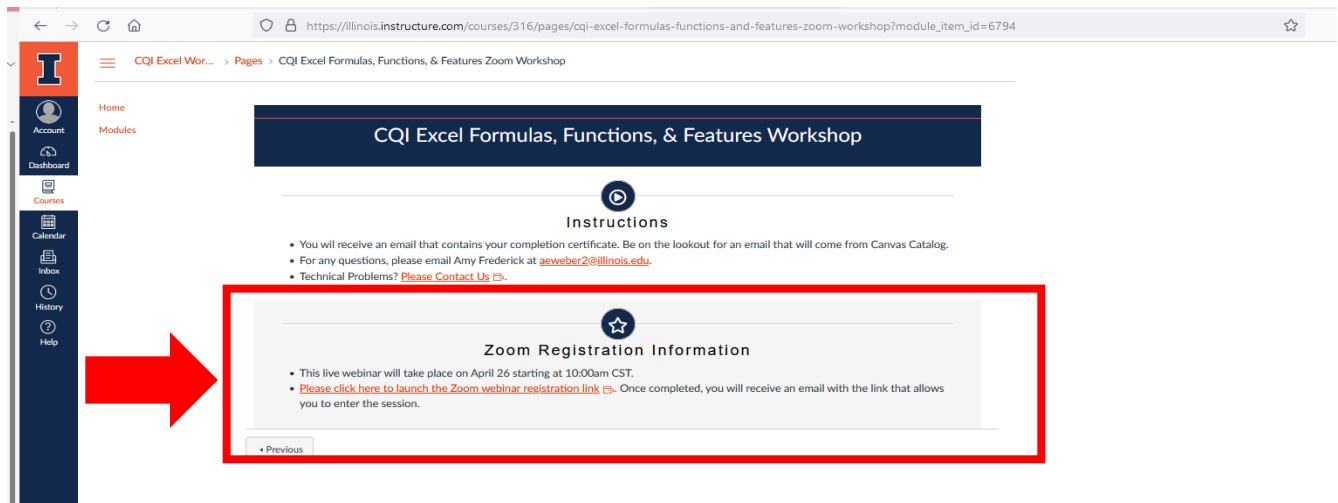 https://illinois.instructure.com/courses/316/pages/cqi-excel-formulas-functions-and-features-zoom-workshop?module_item_id=6794
CQI Excel Wor... > Pages > CQI Excel Formulas, Functions, & Features Zoom Workshop
Home
Modules
Account
Dashboard
Courses
Calendar
Inbox
History
Help
CQI Excel Formulas, Functions, & Features Workshop
Instructions
• You wil receive an email that contains your completion certificate. Be on the lookout for an email that will come from Canvas Catalog.
• For any questions, please email Amy Frederick at aeweber2@illinois.edu.
• Technical Problems? Please Contact Us.
Zoom Registration Information
• This live webinar will take place on April 26 starting at 10:00am CST.
• Please click here to launch the Zoom webinar registration link. Once completed, you will receive an email with the link that allows
you to enter the session.
◂ Previous